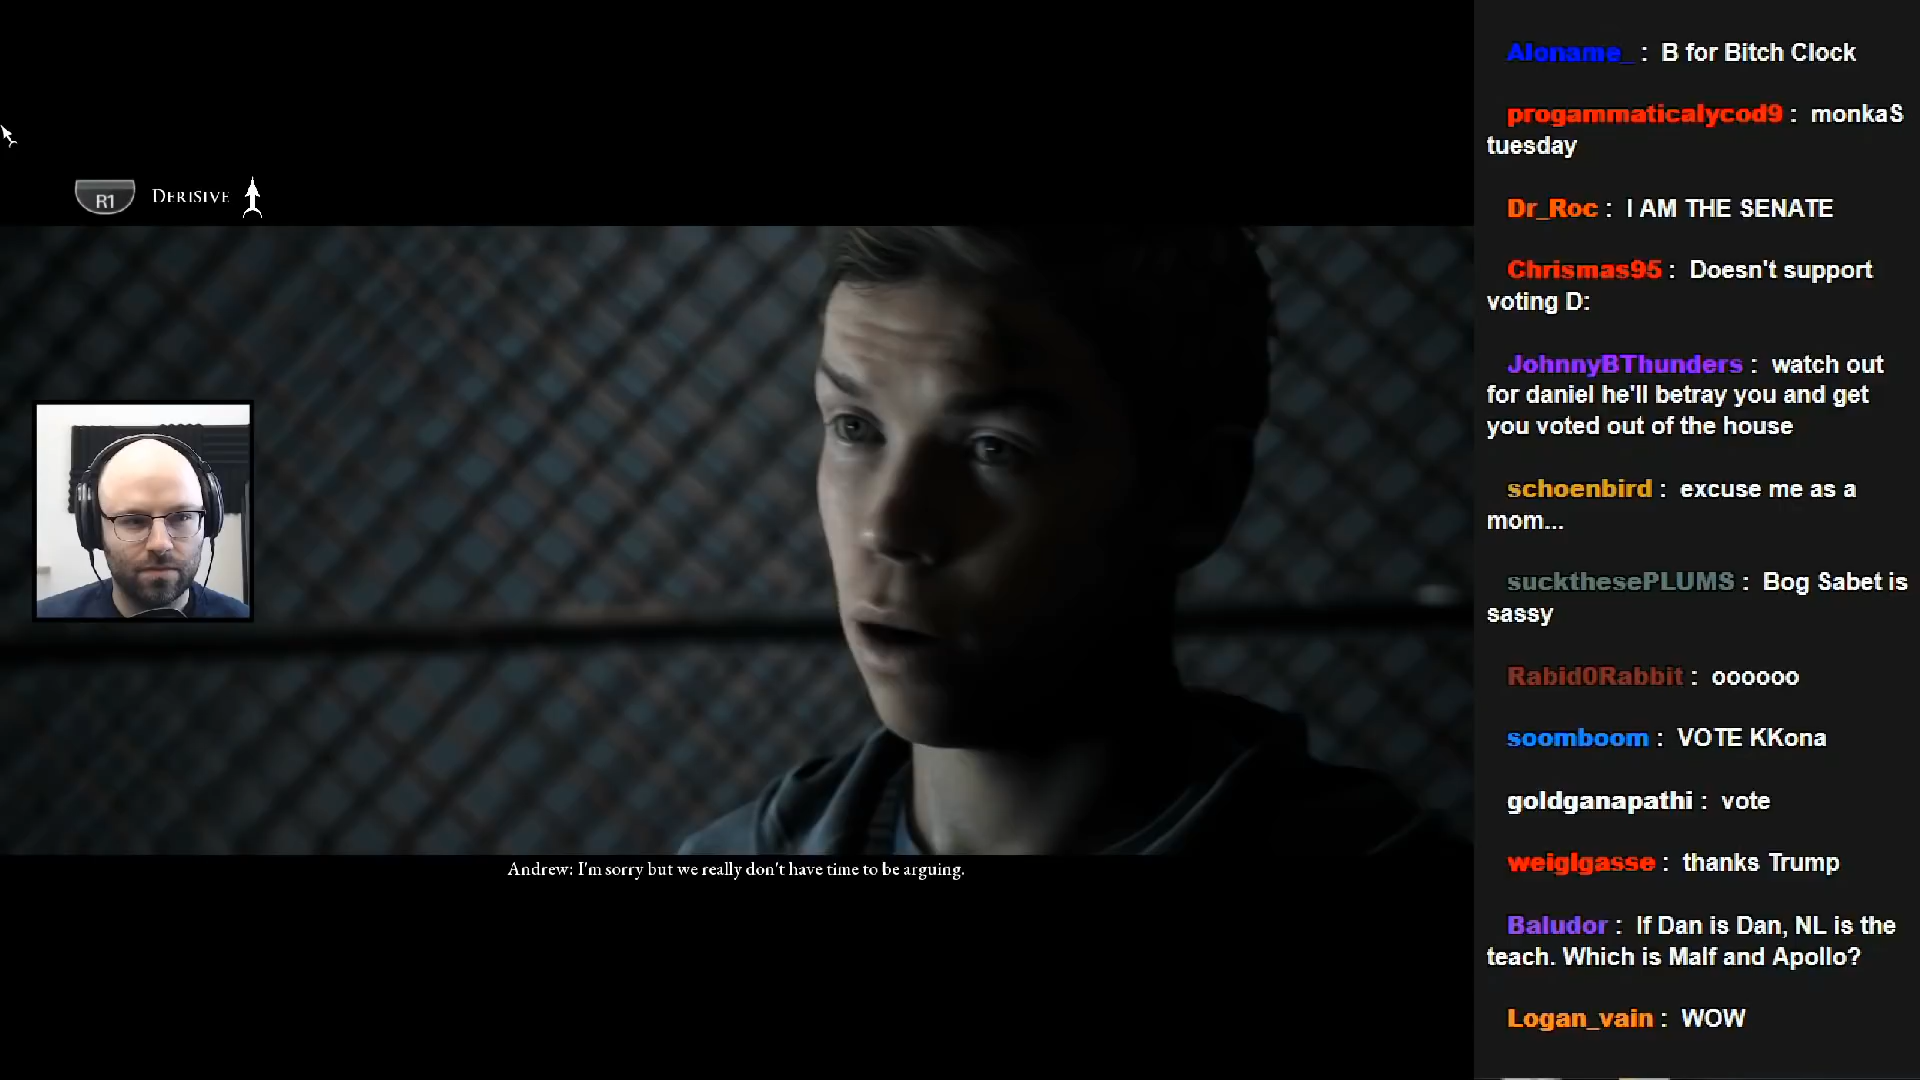 R1 Derisive
Andrew: I'm sorry but we really don't have time to be arguing.
Aloname_ : B for Bitch Clock
progammaticalycod9 : monkaS
tuesday
Dr_Roc : I AM THE SENATE
Chrismas95 : Doesn't support
voting D:
JohnnyBThunders : watch out
for daniel he'll betray you and get
you voted out of the house
schoenbird : excuse me as a
mom...
suckthesePLUMS : Bog Sabet is
sassy
Rabid0Rabbit : oooooo
soomboom : VOTE KKona
goldganapathi : vote
weiglgasse : thanks Trump
Baludor : If Dan is Dan, NL is the
teach. Which is Malf and Apollo?
Logan_vain : WOW